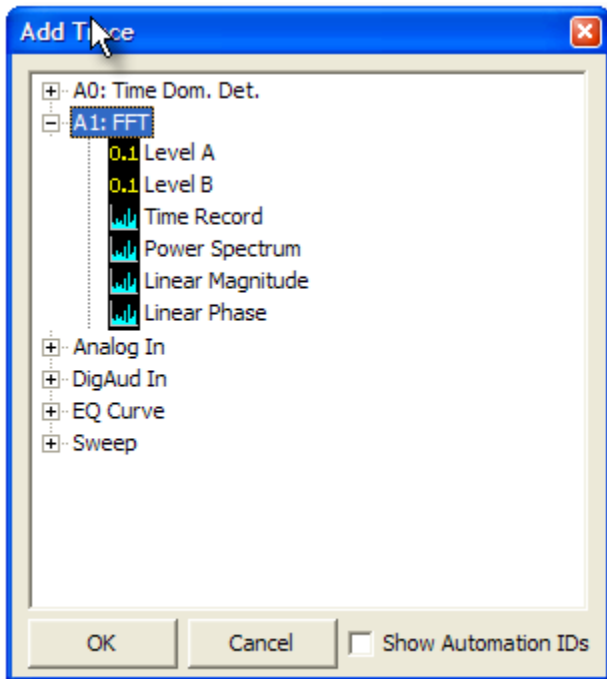 Add Trace
A0: Time Dom. Det.
A1: FFT
0.1 Level A
0.1 Level B
Time Record
Power Spectrum
Linear Magnitude
Linear Phase
Analog In
DigAud In
EQ Curve
Sweep
OK Cancel Show Automation IDs